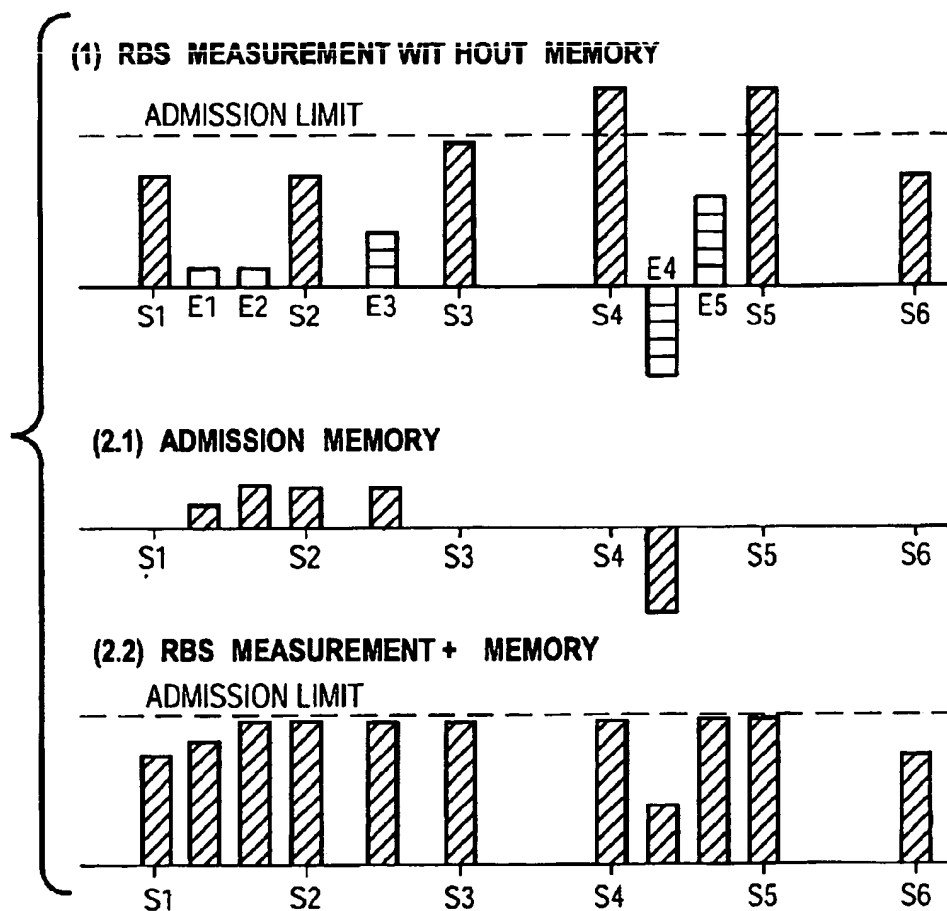 (1) RBS MEASUREMENT WIT HOUT MEMORY
ADMISSION LIMIT
E4
S1 E1 E2 S2 E3 S3 S4 E5 S5 S6
(2.1) ADMISSION MEMORY
S1 S2 S3 S4 S5 S6
(2.2) RBS MEASUREMENT + MEMORY
ADMISSION LIMIT
S1 S2 S3 S4 S5 S6